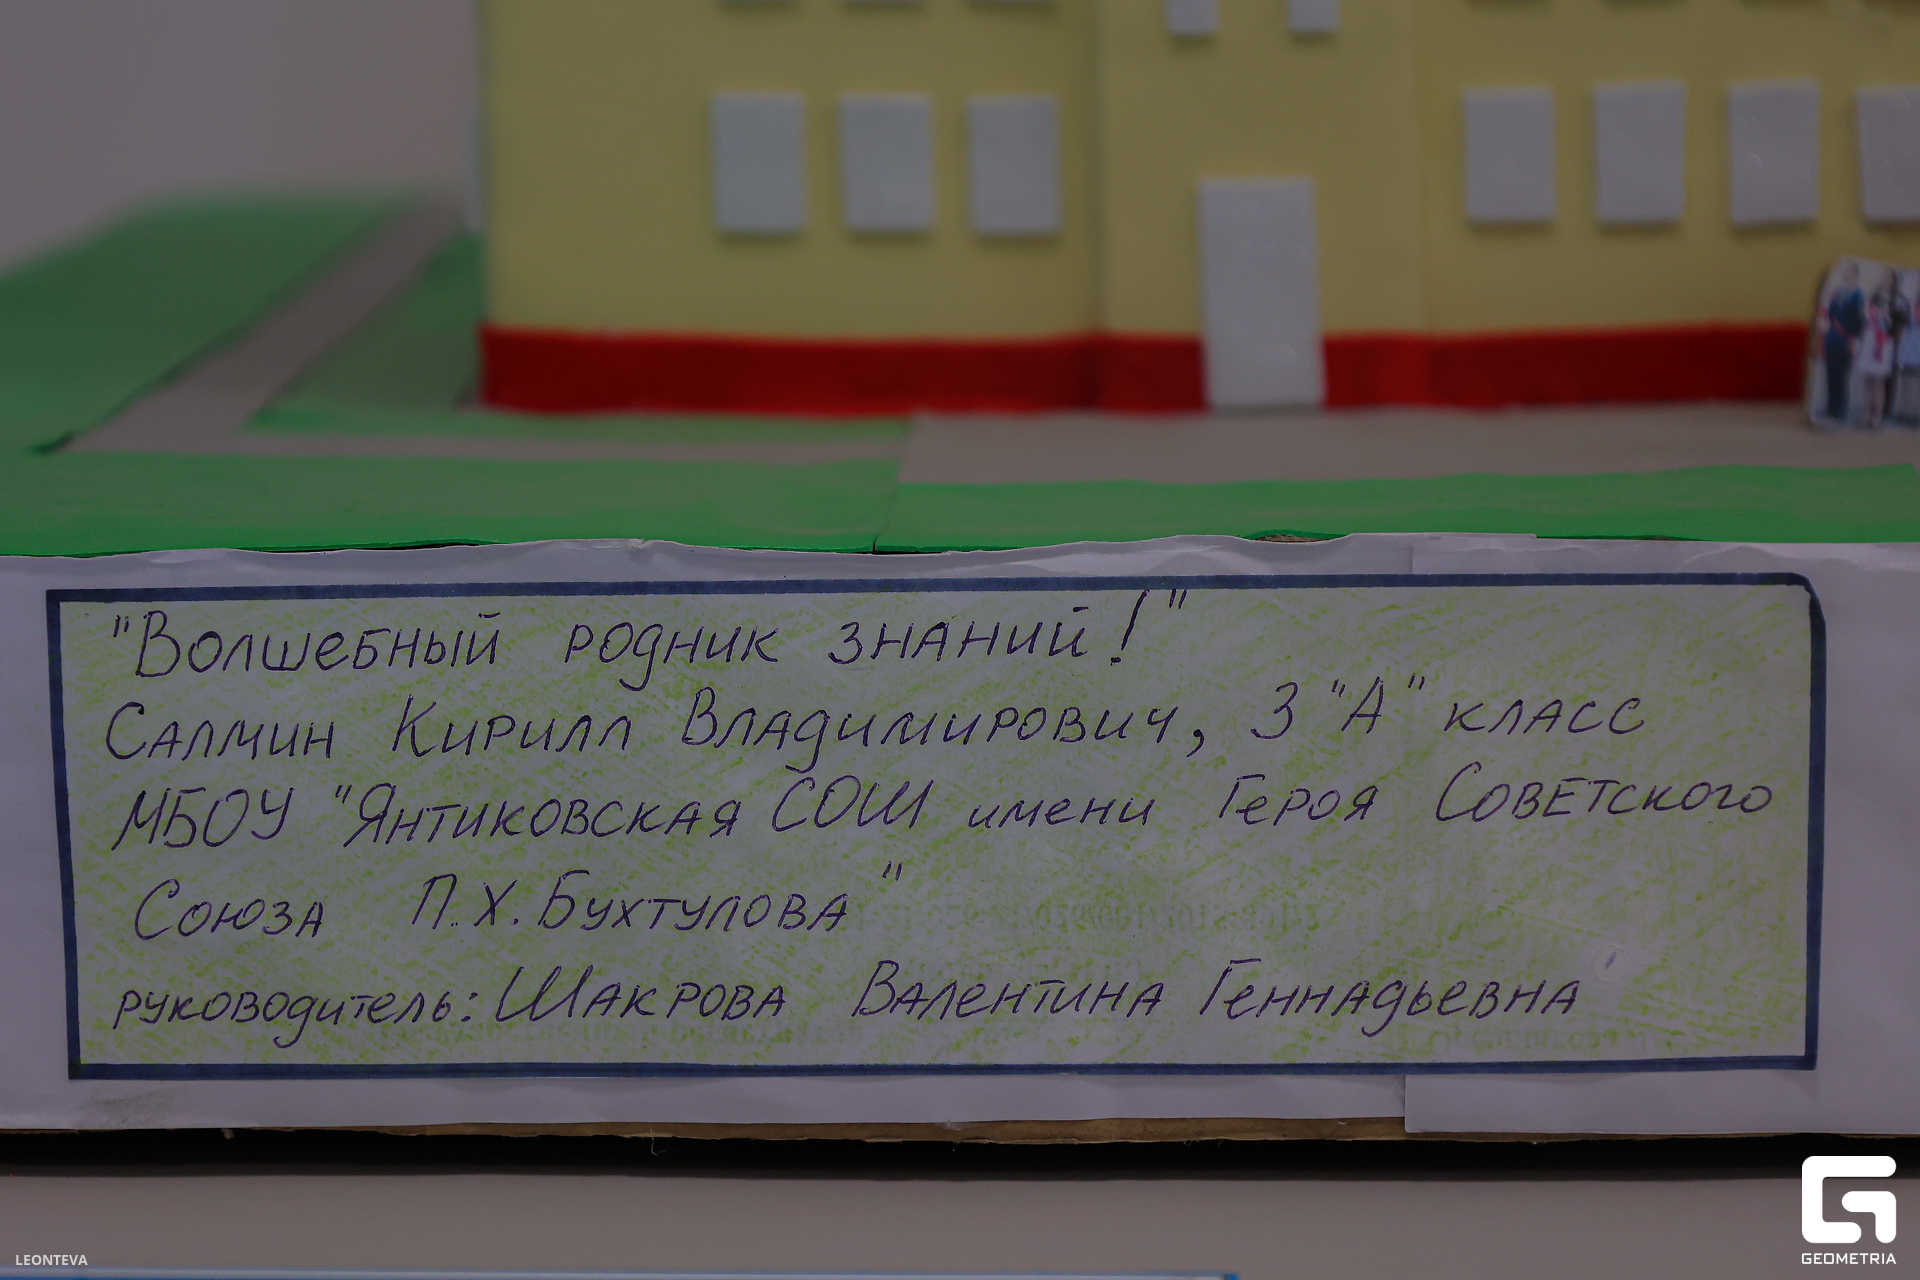 "Волшебный родник знаний!"
Салмин Кирилл Владимирович, 3 "А" класс
МБОУ "Янтиковская СОШ имени Героя Советского
Союза П.Х.Бухтулова"
руководитель: Шакрова Валентина Геннадьевна
LEONTEVA
GEOMETRIA